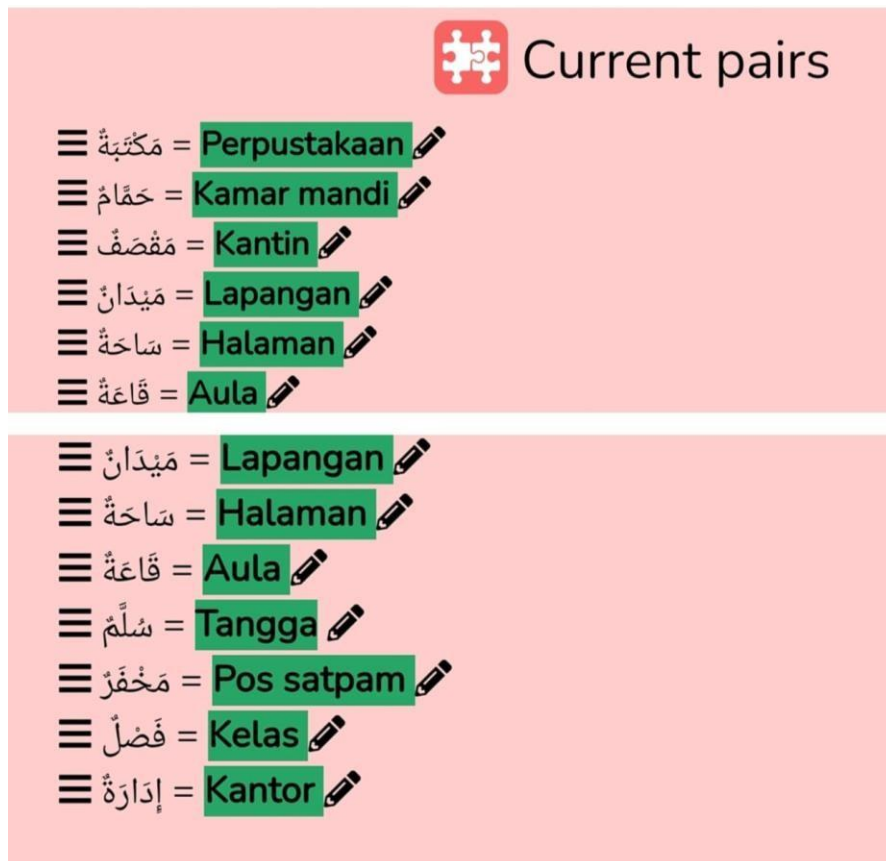 Current pairs
مَكْتَبَةٌ = Perpustakaan
حَمَّامٌ = Kamar mandi
مَقْصَفٌ = Kantin
مَيْدَانٌ = Lapangan
سَاحَةٌ = Halaman
قَاعَةٌ = Aula
مَيْدَانٌ = Lapangan
سَاحَةٌ = Halaman
قَاعَةٌ = Aula
سُلَّمٌ = Tangga
مَخْفَرٌ = Pos satpam
فَصْلٌ = Kelas
إِدَارَةٌ = Kantor